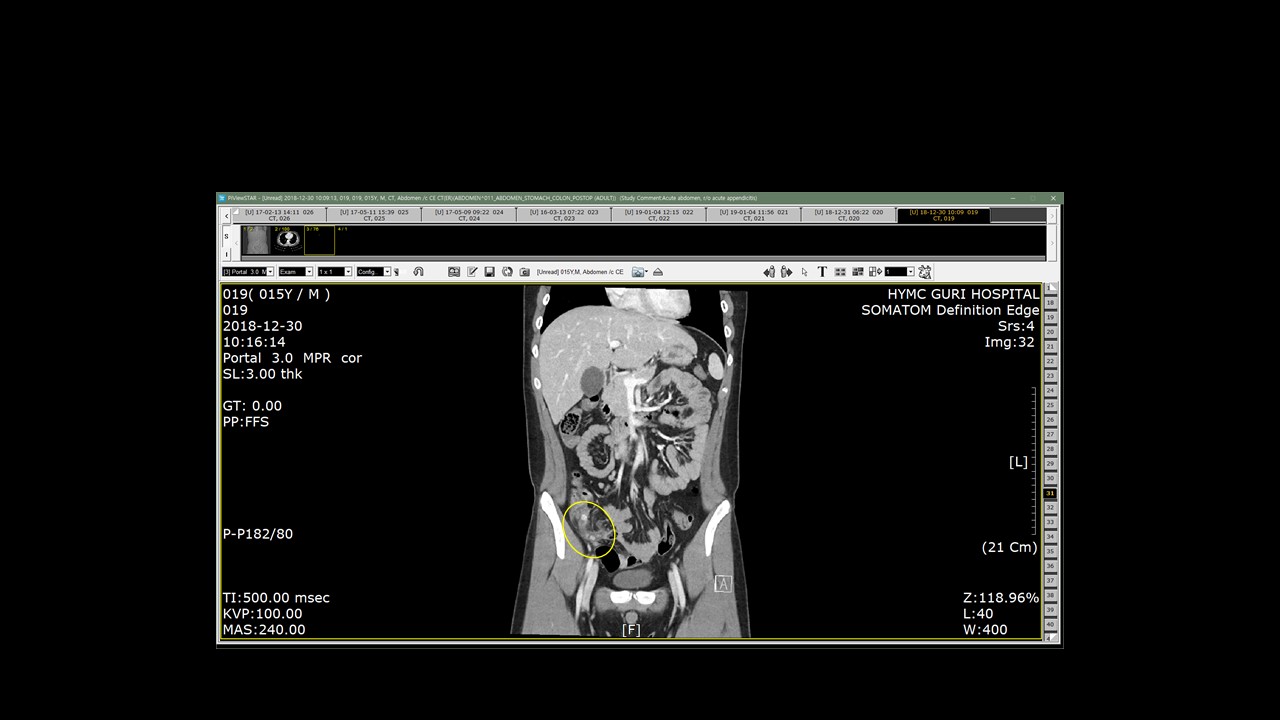 PiViewSTAR - [Unread] 2018-12-30 10:09:13, 019, 019, 015Y, M, CT, Abdomen /c CE CT(ER)(ABDOMEN^011_ABDOMEN_STOMACH_COLON_POSTOP (ADULT)) (Study Comment:Acute abdomen, r/o acute appendicitis)
[U] 17-02-13 14:11 026
CT, 026
[U] 17-05-11 15:39 025
CT, 025
[U] 17-05-09 09:22 024
CT, 024
[U] 16-03-13 07:22 023
CT, 023
[U] 19-01-04 12:15 022
CT, 022
[U] 19-01-04 11:56 021
CT, 021
[U] 18-12-31 06:22 020
CT, 020
[U] 18-12-30 10:09 019
CT, 019
S
I
3 / 76
4 / 1
[3] Portal 3.0 M
Exam
1 x 1
Config.
[Unread] 015Y,M, Abdomen /c CE
T
1
019( 015Y / M )
019
2018-12-30
10:16:14
Portal 3.0 MPR cor
SL:3.00 thk
GT: 0.00
PP:FFS
P-P182/80
TI:500.00 msec
KVP:100.00
MAS:240.00
HYMC GURI HOSPITAL
SOMATOM Definition Edge
Srs:4
Img:32
[L]
(21 Cm)
A
[F]
Z:118.96%
L:40
W:400
18
19
20
21
22
23
24
25
26
27
28
29
30
31
32
33
34
35
36
37
38
39
40